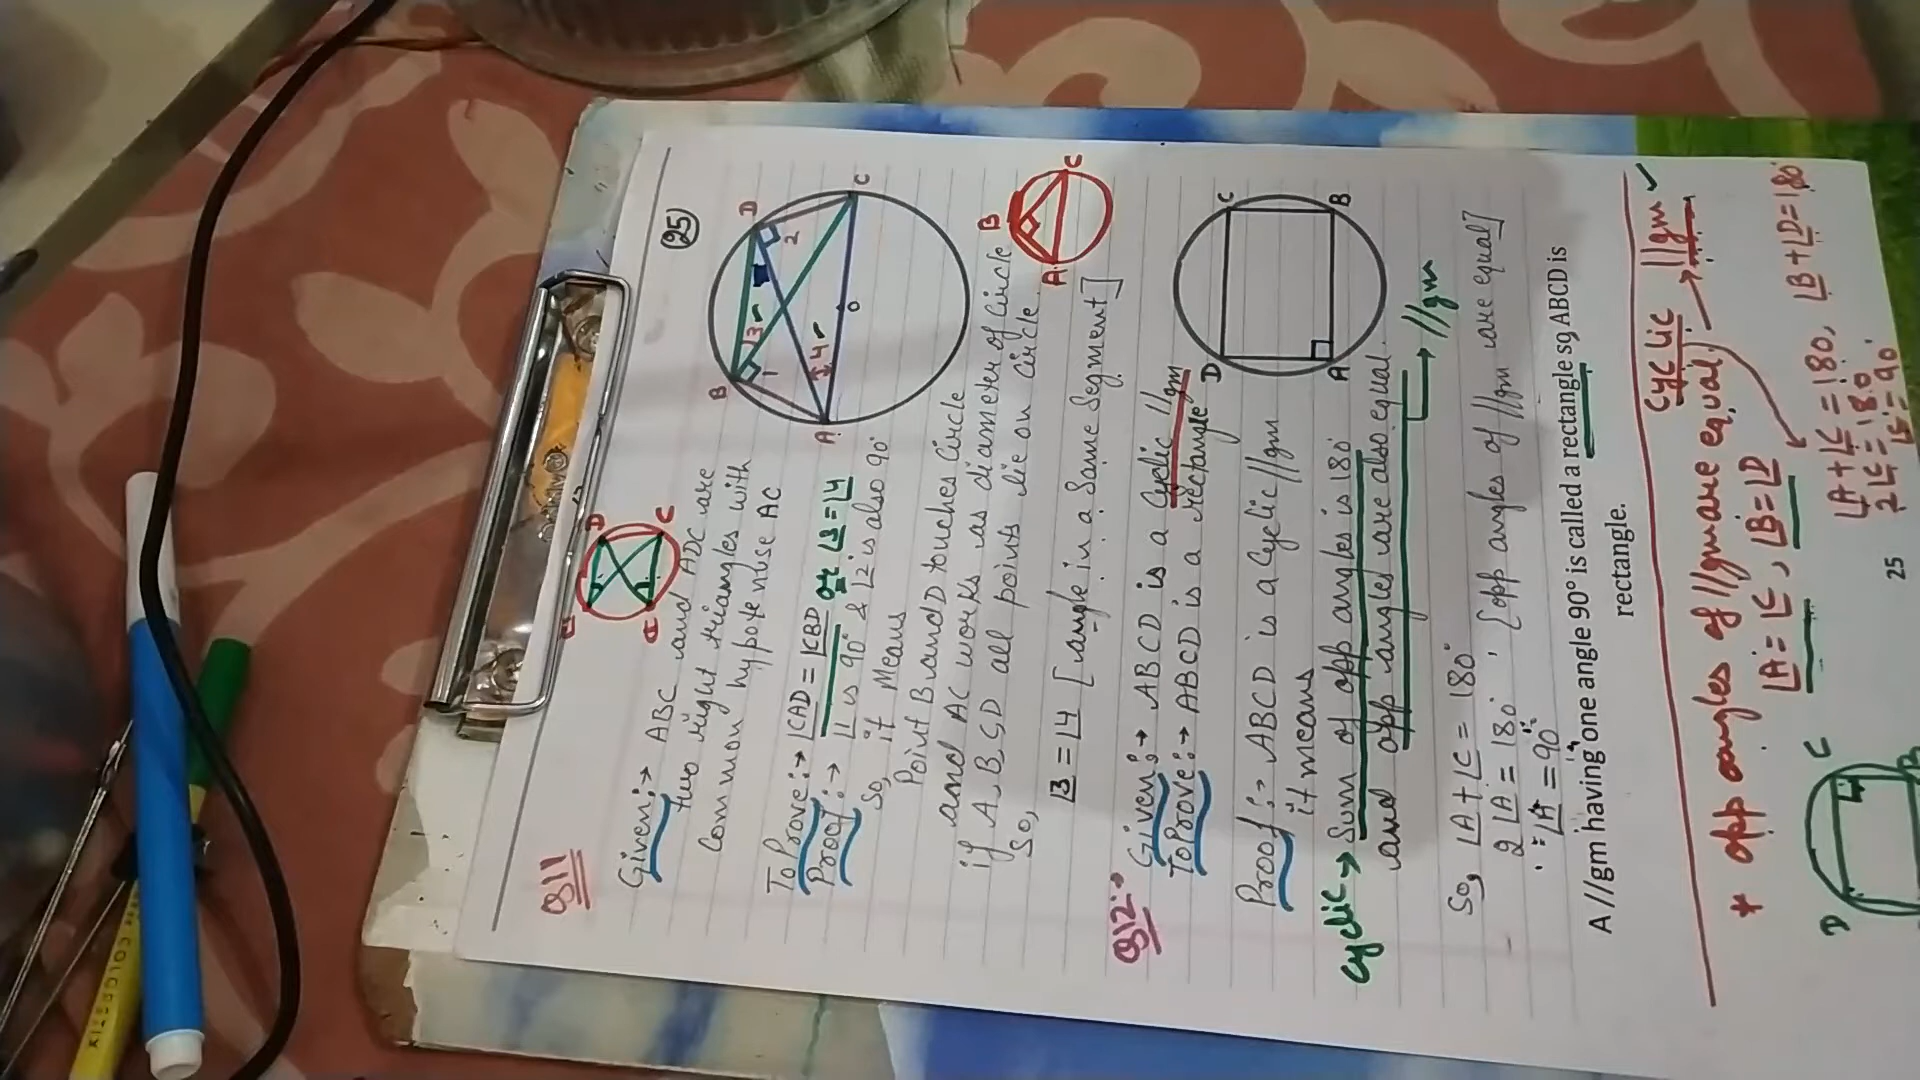 Q11
(25)
Given:→ ABC and ADC are
two right triangles with
common hypotenuse AC
To Prove:→ ∠CAD = ∠CBD or ∠3=∠4
Proof:→ ∠1 is 90° & ∠2 is also 90°
So, it Means
Point B and D touches Circle
and AC works as diameter of Circle
if A, B, C, D al points lie on circle
So,
∠3 = ∠4 [angle in a Same Segment]
B
D
A
C
O
1
2
3
4
D
C
B
A
C
Q12:→
Given:→ ABCD is a Cyclic //gm
To Prove:→ ABCD is a rectangle
Proof:→ ABCD is a Cyclic //gm
it means
Cyclic → Sum of opp angles is 180°
and opp angles are also equal.
→ //gm
D
C
A
B
So, ∠A+∠C = 180°
2∠A = 180° , [opp angles of //gm are equal]
∴ ∠A = 90°
A //gm having one angle 90° is called a rectangle so ABCD is
rectangle.
Cyclic //gm
* opp angles of //gm are equal.
∠A=∠C, ∠B=∠D
∠A+∠C=180, ∠B+∠D=180°
2∠C=180
∠C=90°
D
C
B
25